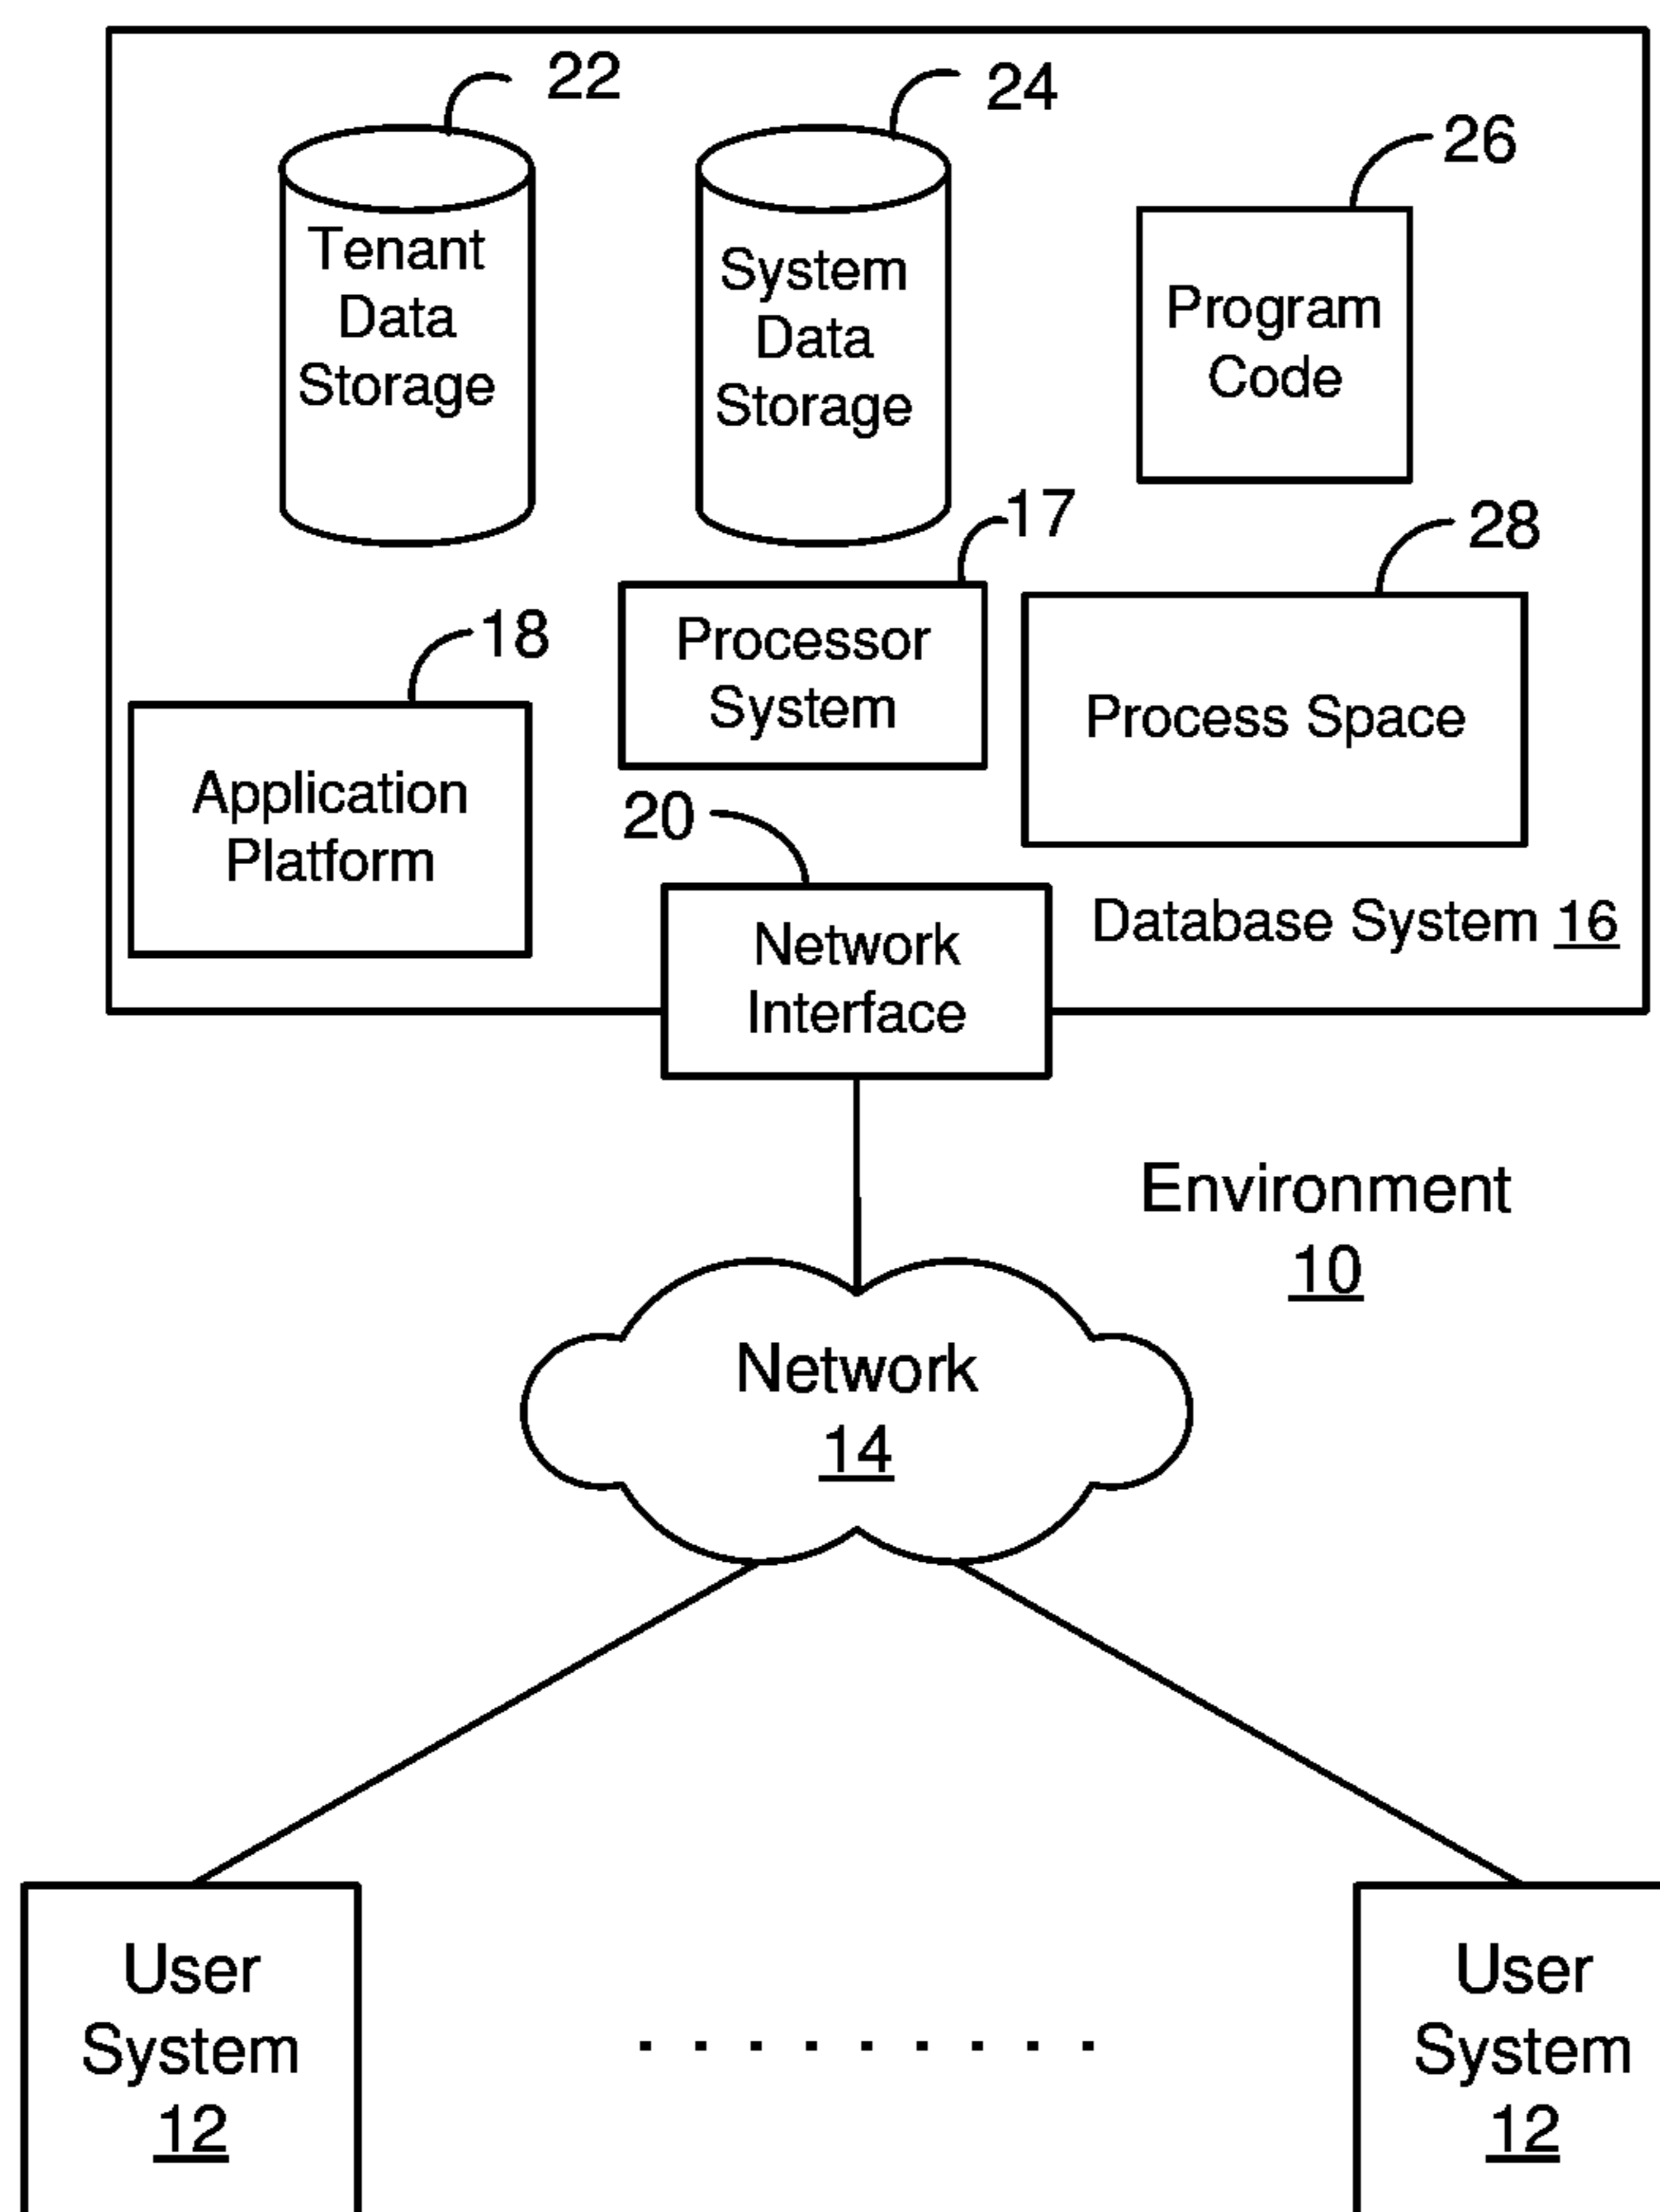 22
24
26
Tenant
Data
Storage
System
Data
Storage
Program
Code
17
28
18
Processor
System
Process Space
Application
Platform
20
Network
Interface
Database System 16
Environment
10
Network
14
User
System
12
. . . . . . . . .
User
System
12